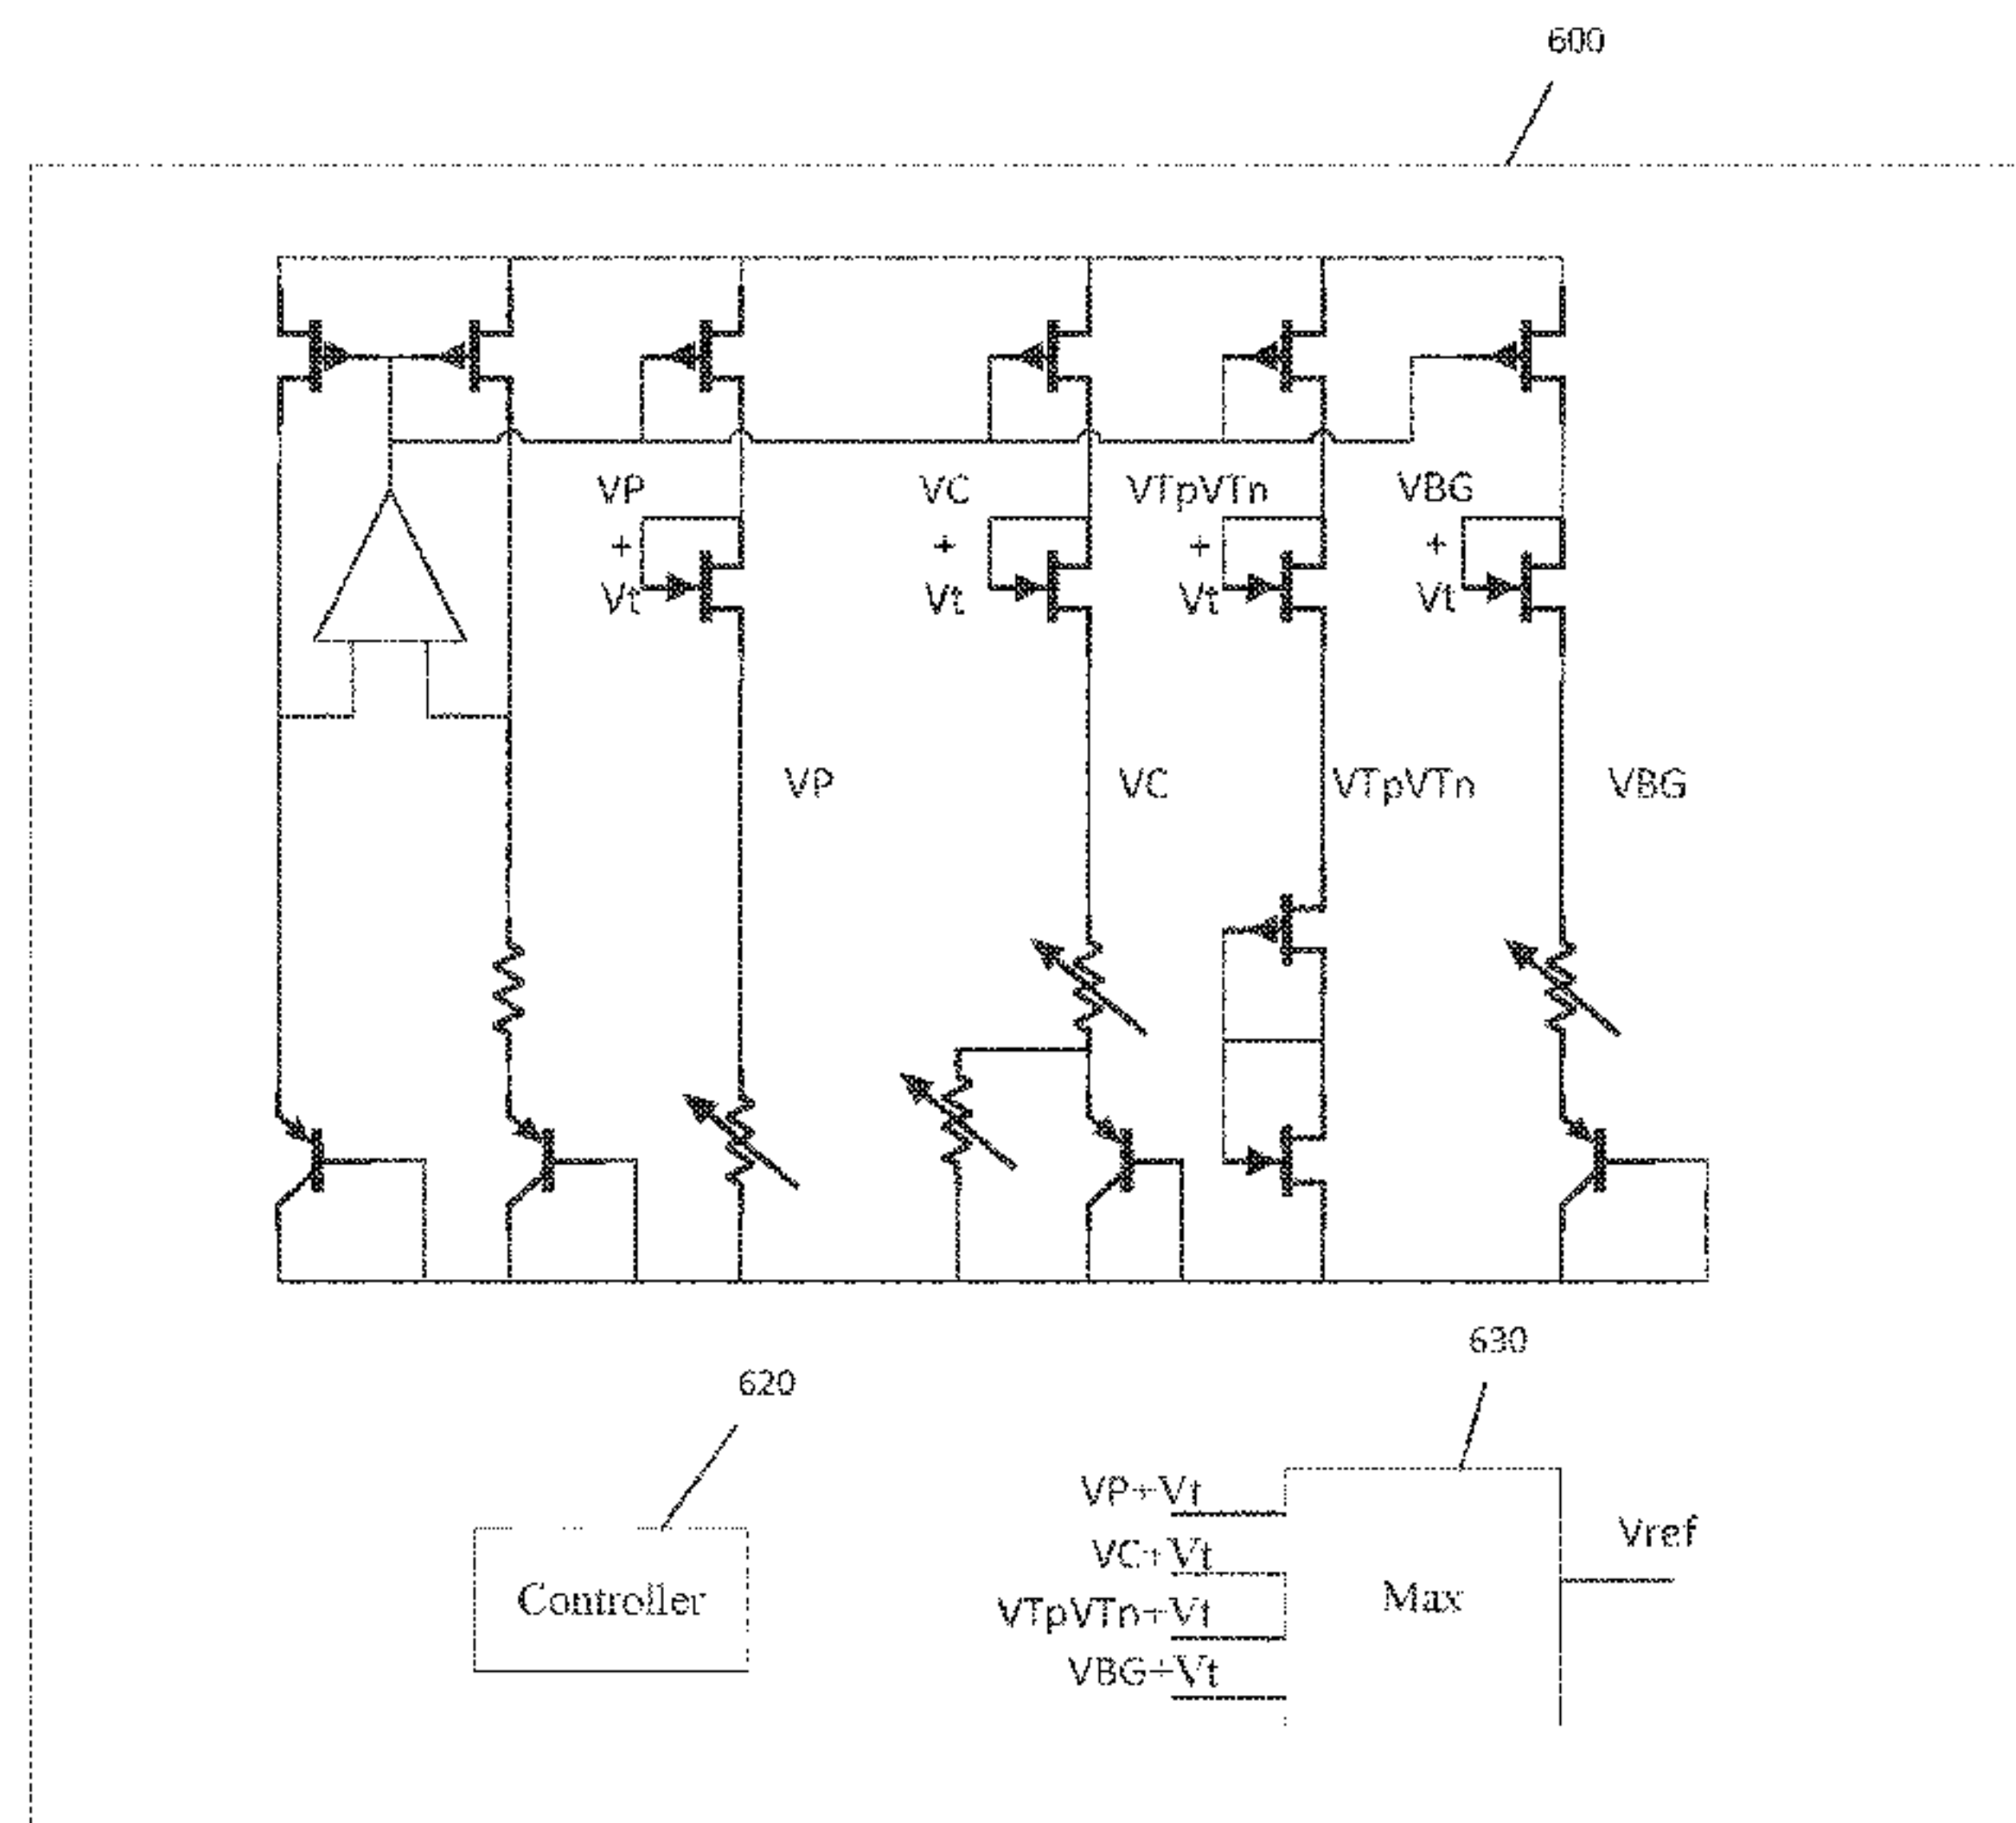 600
VP
VC
VTpVTn
VBG
+
+
+
+
Vt
Vt
Vt
Vt
VP
VC
VTpVTn
VBG
630
620
VP+Vt
VC+Vt
VTpVTn+Vt
VBG+Vt
Vref
Max
Controller